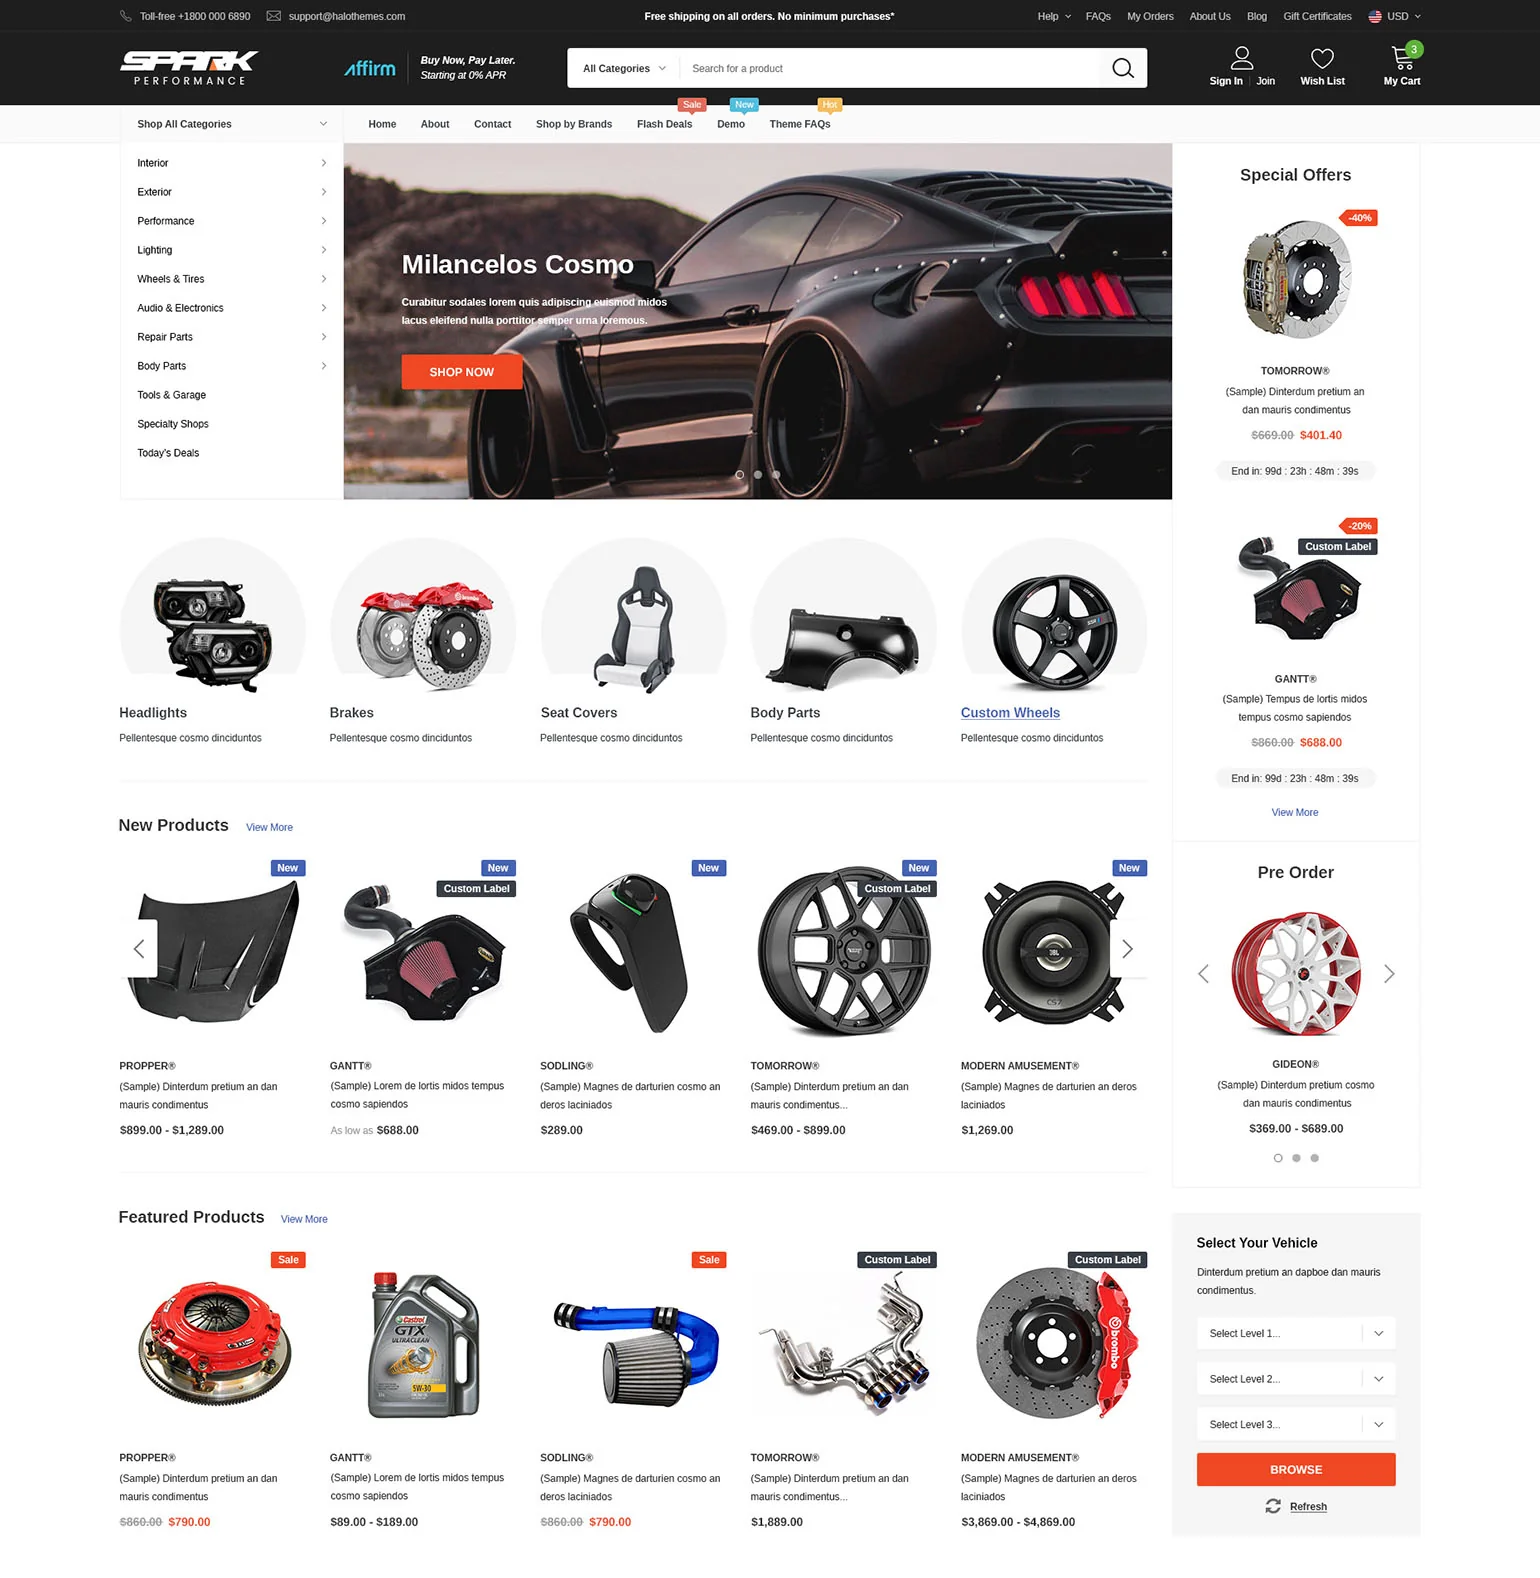 Toll-free +1800 000 6890
support@halothemes.com
Free shipping on all orders. No minimum purchases*
Help
FAQs
My Orders
About Us
Blog
Gift Certificates
USD
SPARK
PERFORMANCE
affirm
Buy Now, Pay Later.
Starting at 0% APR
All Categories
Search for a product
Sign In
Join
Wish List
3
My Cart
Sale
New
Hot
Shop All Categories
Home
About
Contact
Shop by Brands
Flash Deals
Demo
Theme FAQs
Interior
Exterior
Performance
Lighting
Wheels & Tires
Audio & Electronics
Repair Parts
Body Parts
Tools & Garage
Specialty Shops
Today's Deals
Milancelos Cosmo
Curabitur sodales lorem quis adipiscing euismod midos
lacus eleifend nulla porttitor semper urna loremous.
SHOP NOW
Special Offers
-40%
TOMORROW®
(Sample) Dinterdum pretium an
dan mauris condimentus
$669.00 $401.40
End in: 99d : 23h : 48m : 39s
-20%
Custom Label
GANTT®
(Sample) Tempus de lortis midos
tempus cosmo sapiendos
$860.00 $688.00
End in: 99d : 23h : 48m : 39s
View More
brembo
SSR
Headlights
Pellentesque cosmo dinciduntos
Brakes
Pellentesque cosmo dinciduntos
Seat Covers
Pellentesque cosmo dinciduntos
Body Parts
Pellentesque cosmo dinciduntos
Custom Wheels
Pellentesque cosmo dinciduntos
New Products
View More
New
PROPPER®
(Sample) Dinterdum pretium an dan
mauris condimentus
$899.00 - $1,289.00
New
Custom Label
GANTT®
(Sample) Lorem de lortis midos tempus
cosmo sapiendos
As low as $688.00
New
SODLING®
(Sample) Magnes de darturien cosmo an
deros laciniados
$289.00
New
Custom Label
TOMORROW®
(Sample) Dinterdum pretium an dan
mauris condimentus...
$469.00 - $899.00
New
JBL
CS7
MODERN AMUSEMENT®
(Sample) Magnes de darturien an deros
laciniados
$1,269.00
Pre Order
GIDEON®
(Sample) Dinterdum pretium cosmo
dan mauris condimentus
$369.00 - $689.00
Featured Products
View More
Sale
PROPPER®
(Sample) Dinterdum pretium an dan
mauris condimentus
$860.00 $790.00
Castrol
GTX
ULTRACLEAN
5W-30
GANTT®
(Sample) Lorem de lortis midos tempus
cosmo sapiendos
$89.00 - $189.00
Sale
SODLING®
(Sample) Magnes de darturien cosmo an
deros laciniados
$860.00 $790.00
Custom Label
TOMORROW®
(Sample) Dinterdum pretium an dan
mauris condimentus...
$1,889.00
Custom Label
brembo
MODERN AMUSEMENT®
(Sample) Magnes de darturien an deros
laciniados
$3,869.00 - $4,869.00
Select Your Vehicle
Dinterdum pretium an dapboe dan mauris
condimentus.
Select Level 1...
Select Level 2...
Select Level 3...
BROWSE
Refresh